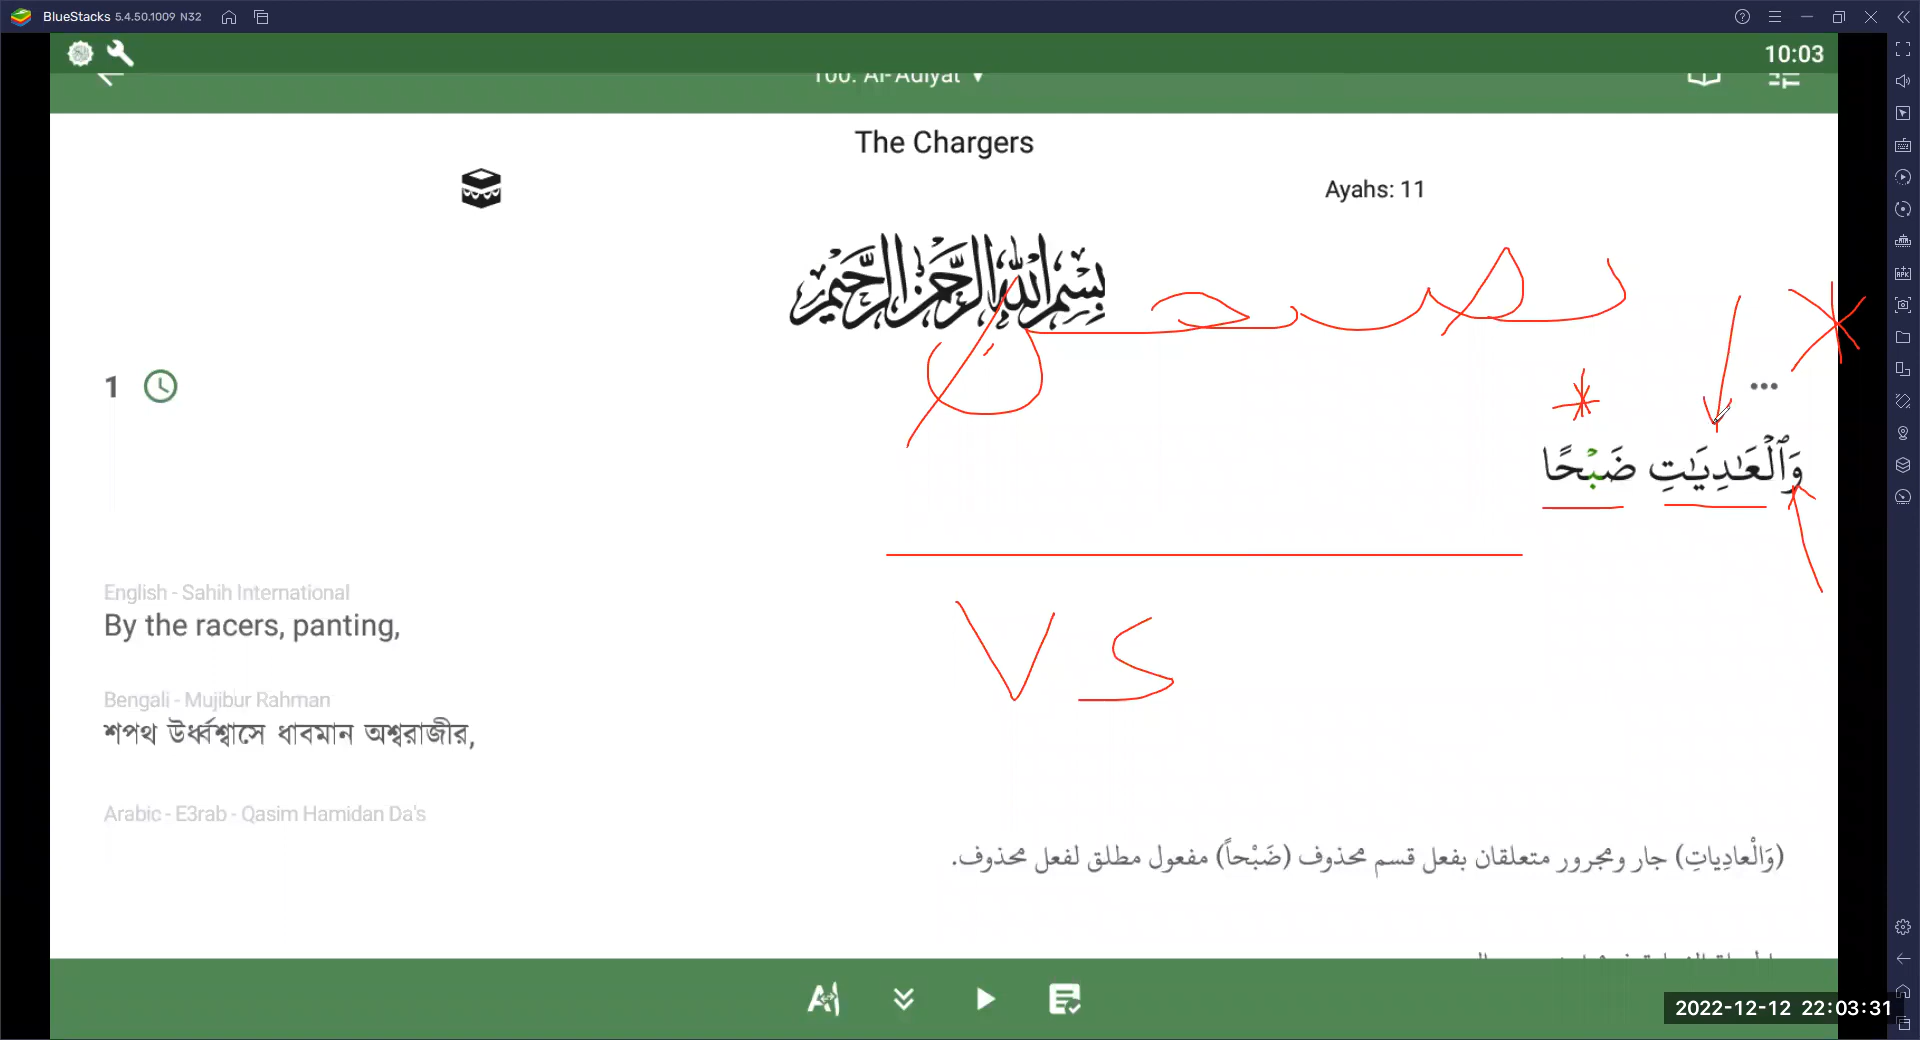 BlueStacks 5.4.50.1009 N32
10:03
100. Al-'Adiyat ▼
The Chargers
Ayahs: 11
بِسْمِ اللَّهِ الرَّحْمَٰنِ الرَّحِيمِ
1
وَٱلْعَـٰدِيَـٰتِ ضَبْحًا
VS
English - Sahih International
By the racers, panting,
Bengali - Mujibur Rahman
শপথ উর্ধ্বশ্বাসে ধাবমান অশ্বরাজীর,
Arabic - E3rab - Qasim Hamidan Da's
(وَالْعادِياتِ) جار ومجرور متعلقان بفعل قسم محذوف (ضَبْحاً) مفعول مطلق لفعل محذوف.
2022-12-12 22:03:31